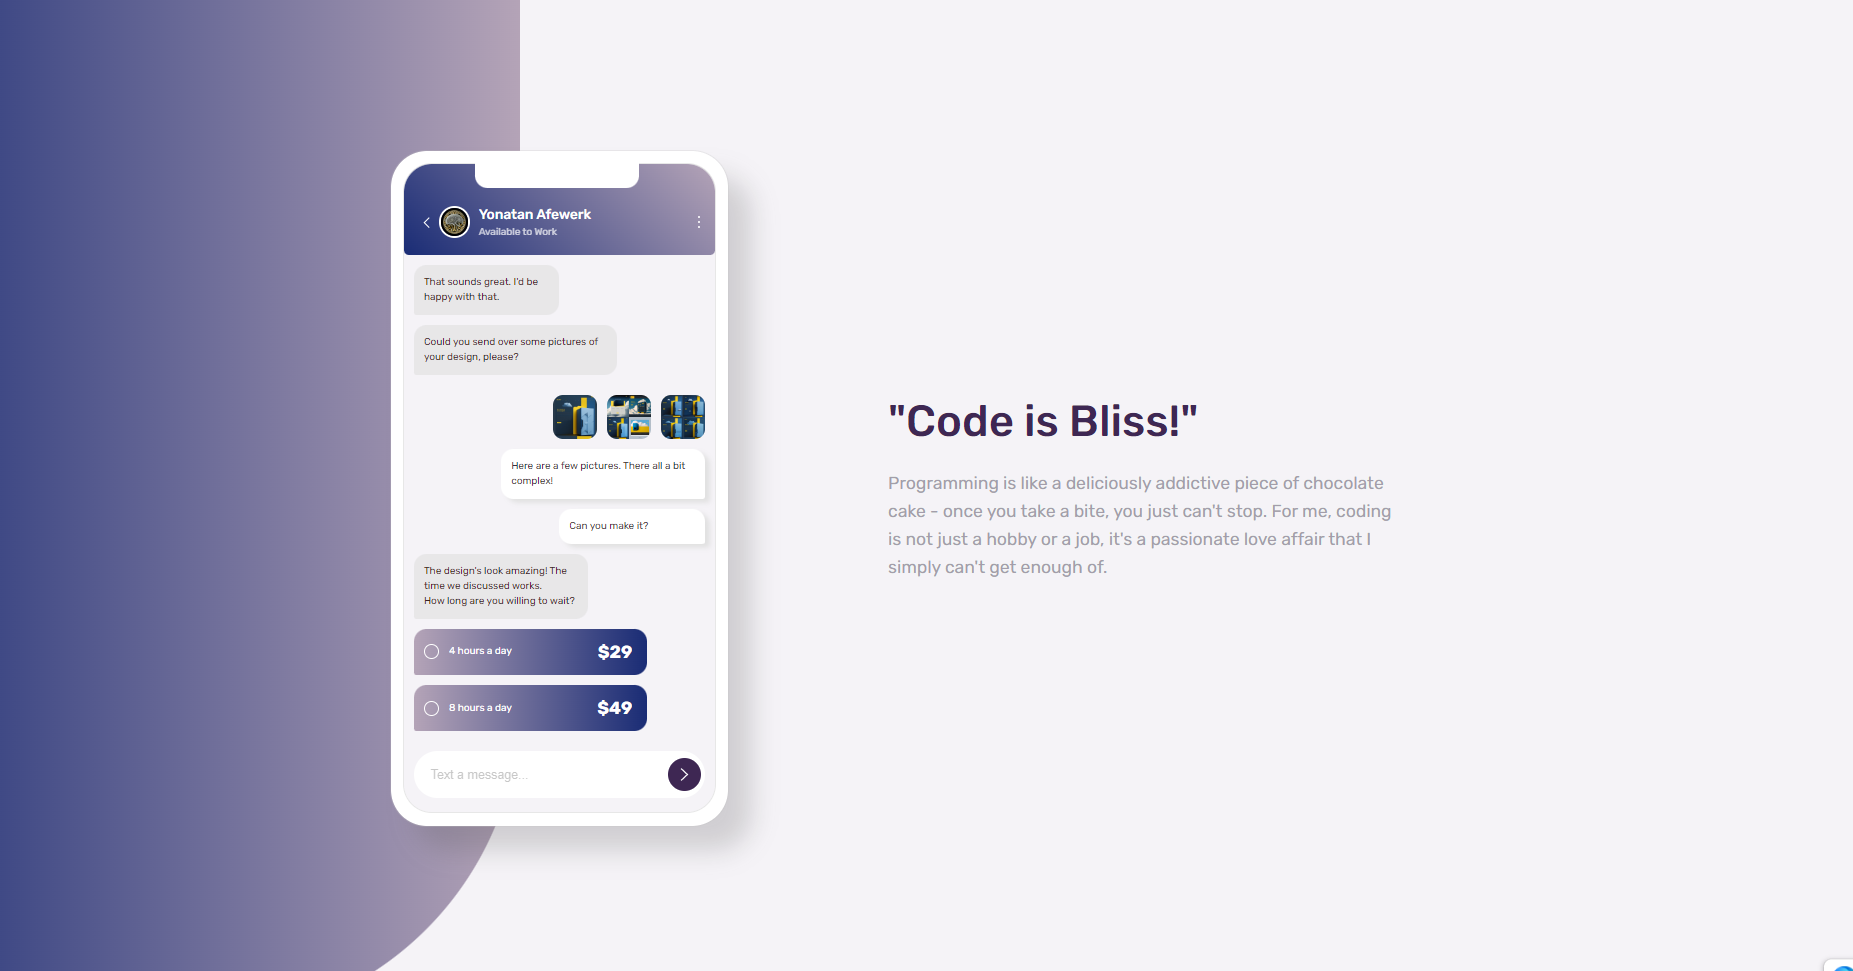 Yonatan Afewerk
Available to Work
That sounds great. I'd be
happy with that.
Could you send over some pictures of
your design, please?
Here are a few pictures. There all a bit
complex!
Can you make it?
The design's look amazing! The
time we discussed works.
How long are you willing to wait?
4 hours a day
$29
8 hours a day
$49
Text a message...
"Code is Bliss!"
Programming is like a deliciously addictive piece of chocolate
cake - once you take a bite, you just can't stop. For me, coding
is not just a hobby or a job, it's a passionate love affair that I
simply can't get enough of.